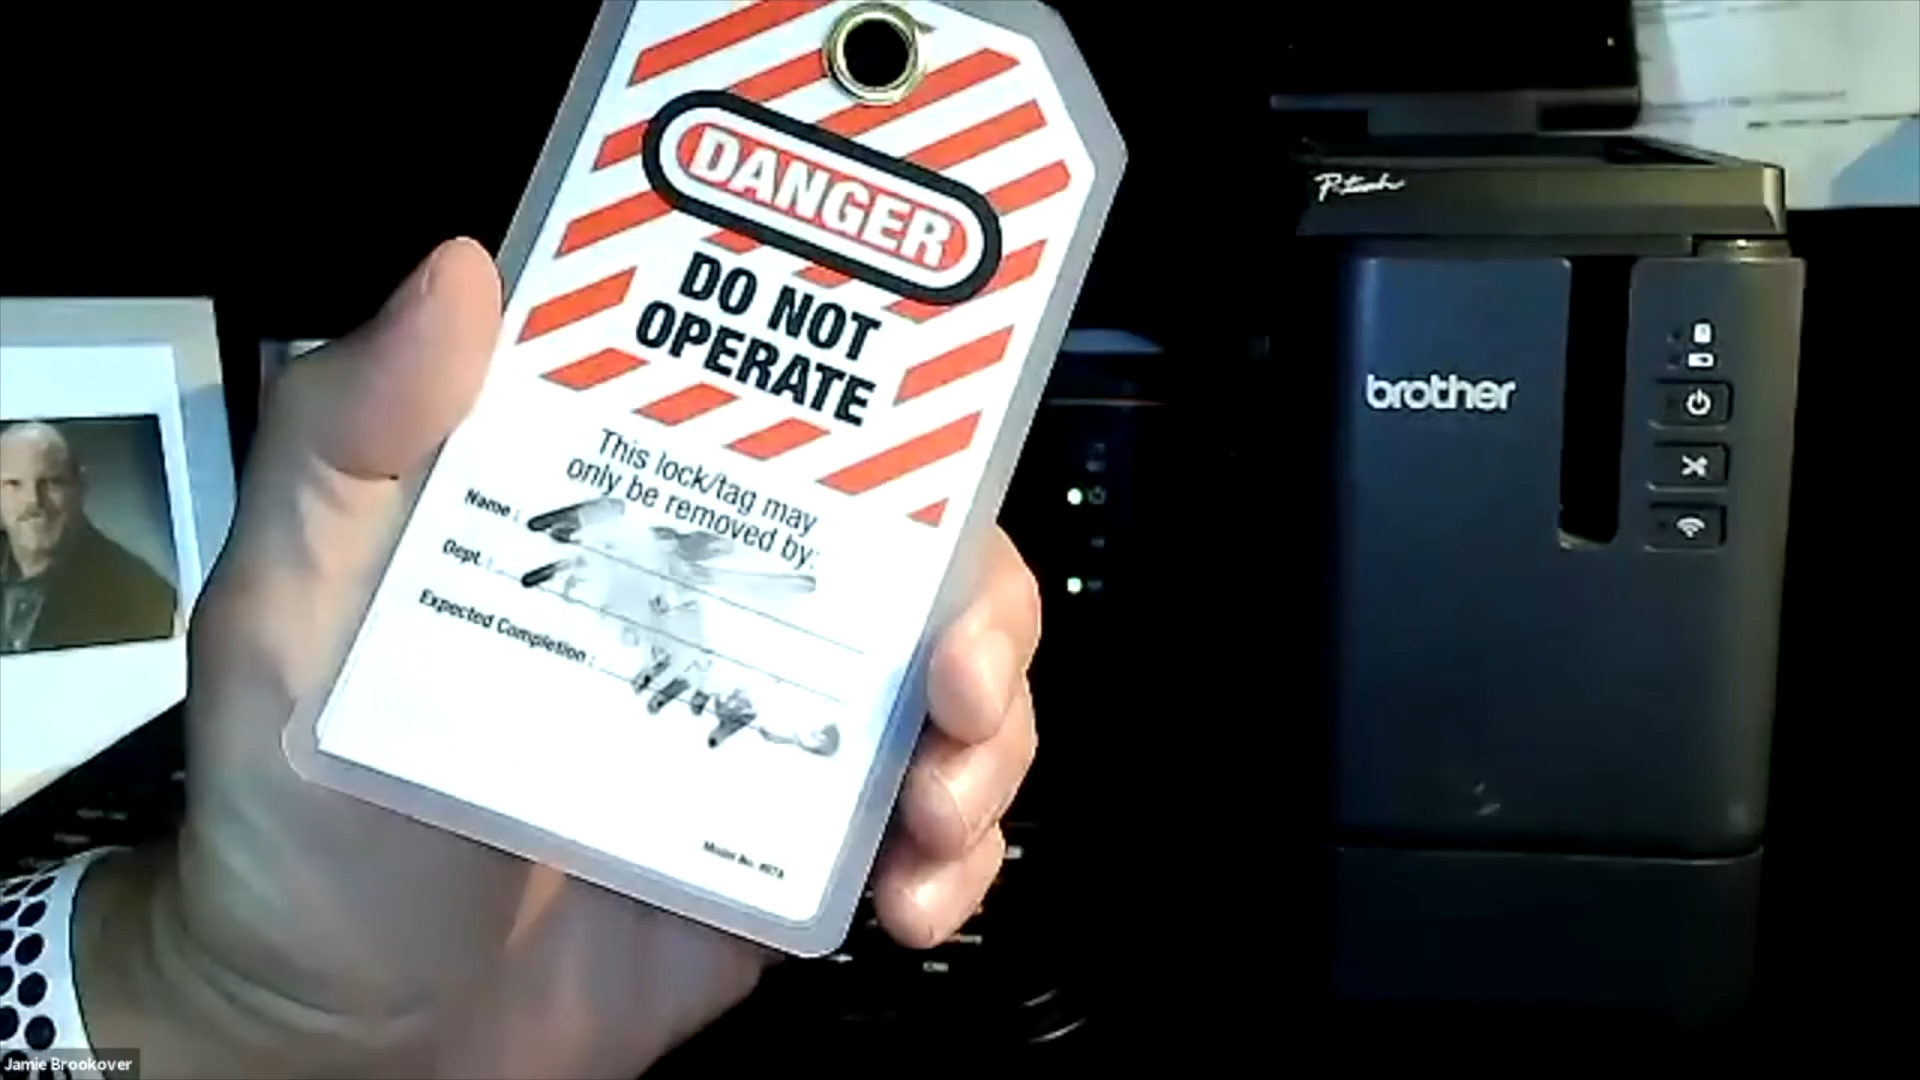 DANGER
DO NOT
OPERATE
This lock/tag may
only be removed by:
Name :
Dept. :
Expected Completion :
P-touch
brother
Jamie Brookover